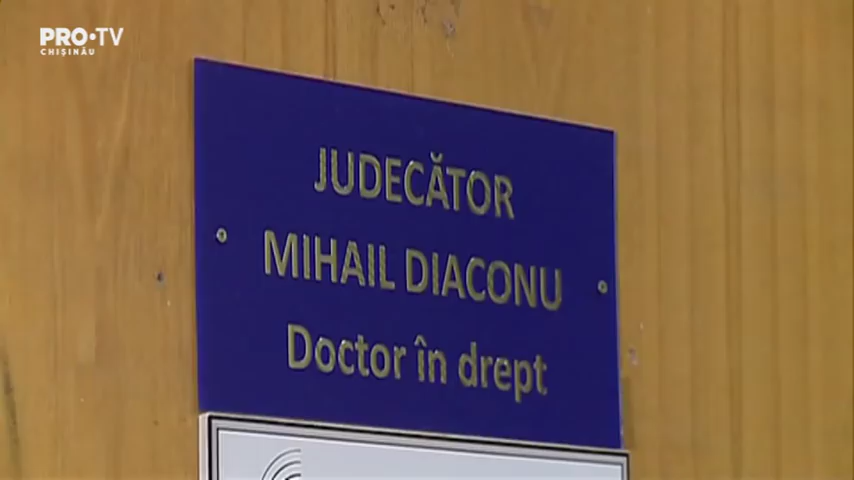 PRO•TV
CHIȘINĂU
JUDECĂTOR
MIHAIL DIACONU
Doctor în drept